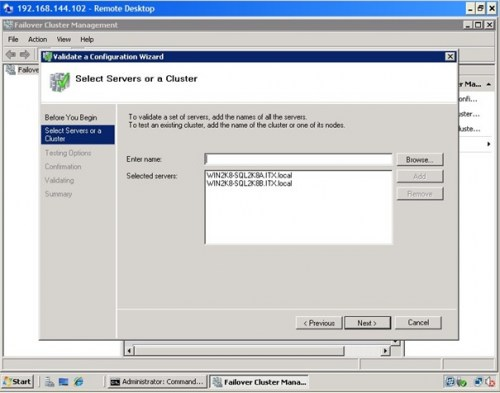 192.168.144.102 - Remote Desktop
Failover Cluster Management
File Action View Help
Validate a Configuration Wizard
Select Servers or a Cluster
Failover
Before You Begin
Select Servers or a Cluster
Testing Options
Confirmation
Validating
Summary
To validate a set of servers, add the names of all the servers.
To test an existing cluster, add the name of the cluster or one of its nodes.
Enter name:
Browse...
Selected servers:
WIN2K8-SQL2K8A.ITX.local
WIN2K8-SQL2K8B.ITX.local
Add
Remove
er Ma...
onfi...
uster...
luste...
< Previous
Next >
Cancel
Start
Administrator: Command...
Failover Cluster Mana...